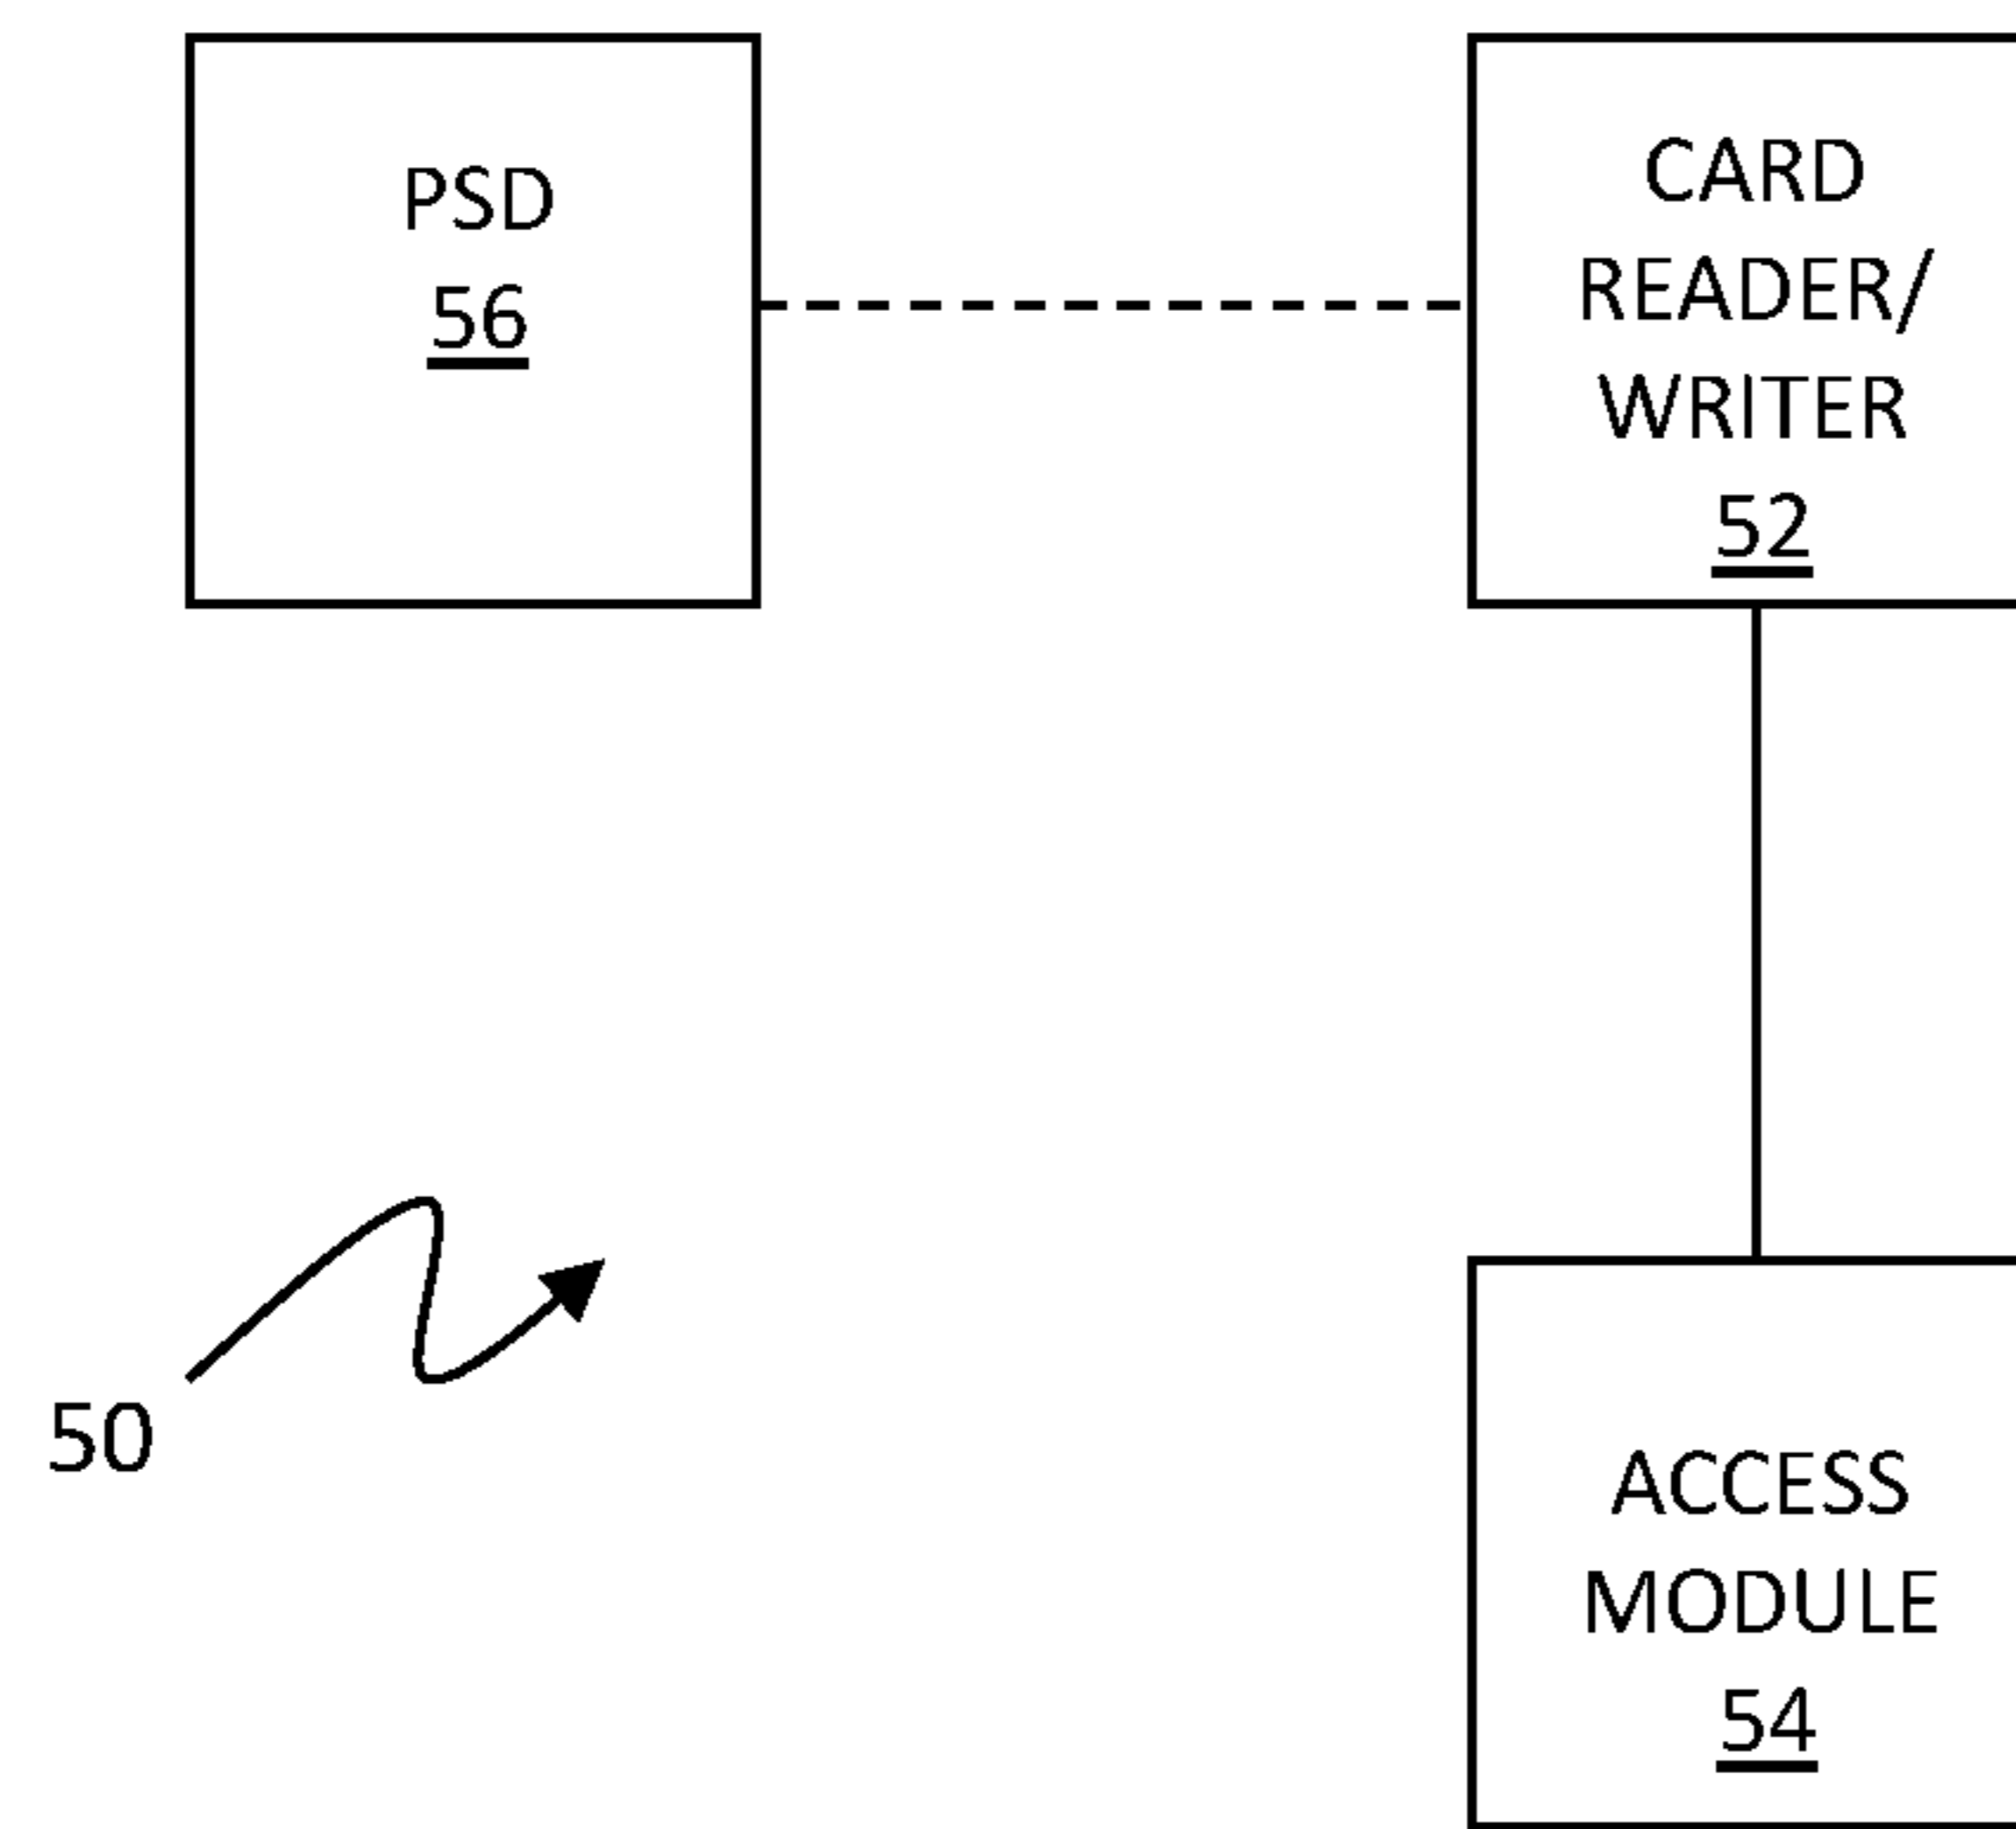 PSD
56
CARD
READER/
WRITER
52
50
ACCESS
MODULE
54